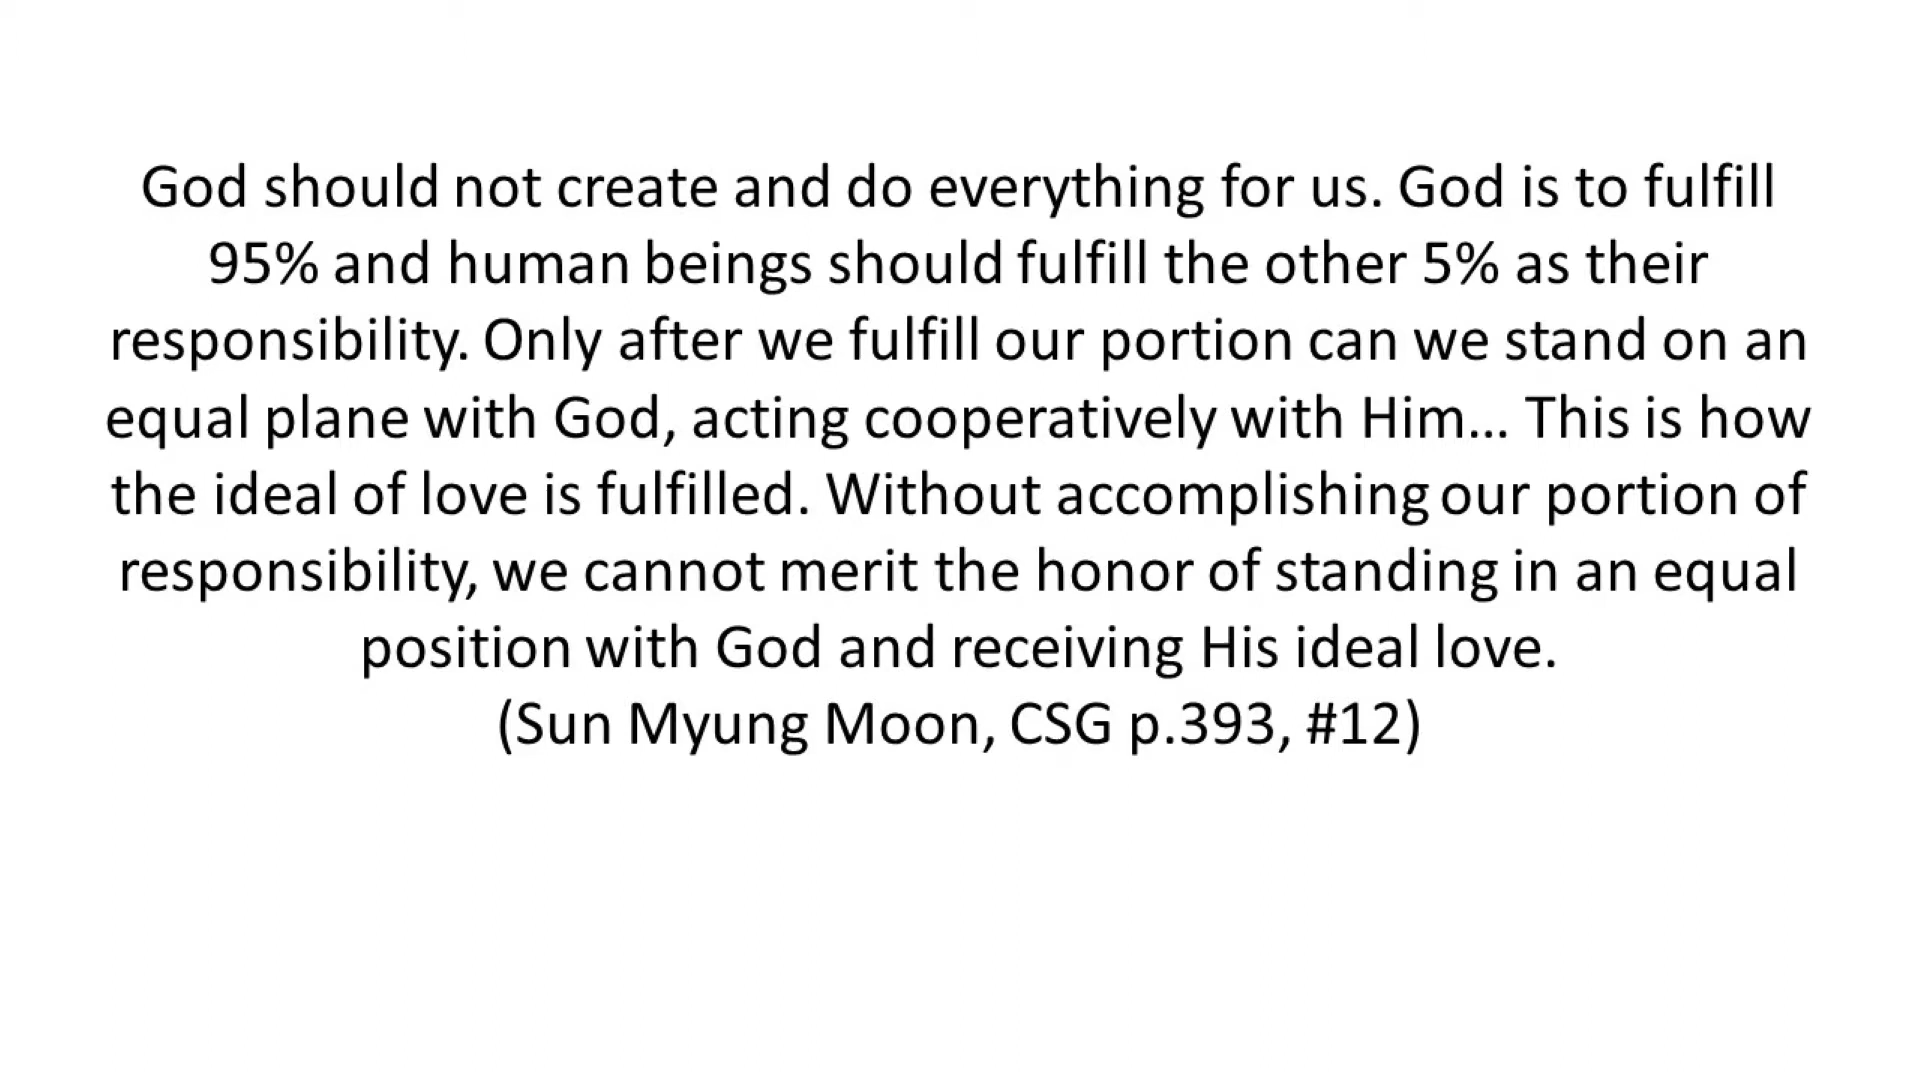 God should not create and do everything for us. God is to fulfill
95% and human beings should fulfill the other 5% as their
responsibility. Only after we fulfill our portion can we stand on an
equal plane with God, acting cooperatively with Him... This is how
the ideal of love is fulfilled. Without accomplishing our portion of
responsibility, we cannot merit the honor of standing in an equal
position with God and receiving His ideal love.
(Sun Myung Moon, CSG p.393, #12)